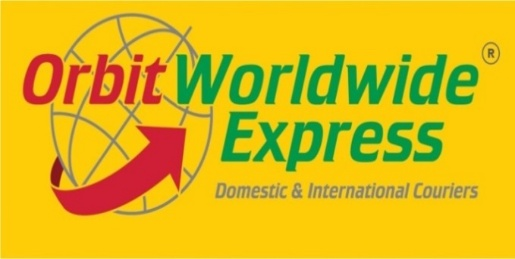 Orbit Worldwide ®
Express
Domestic & International Couriers